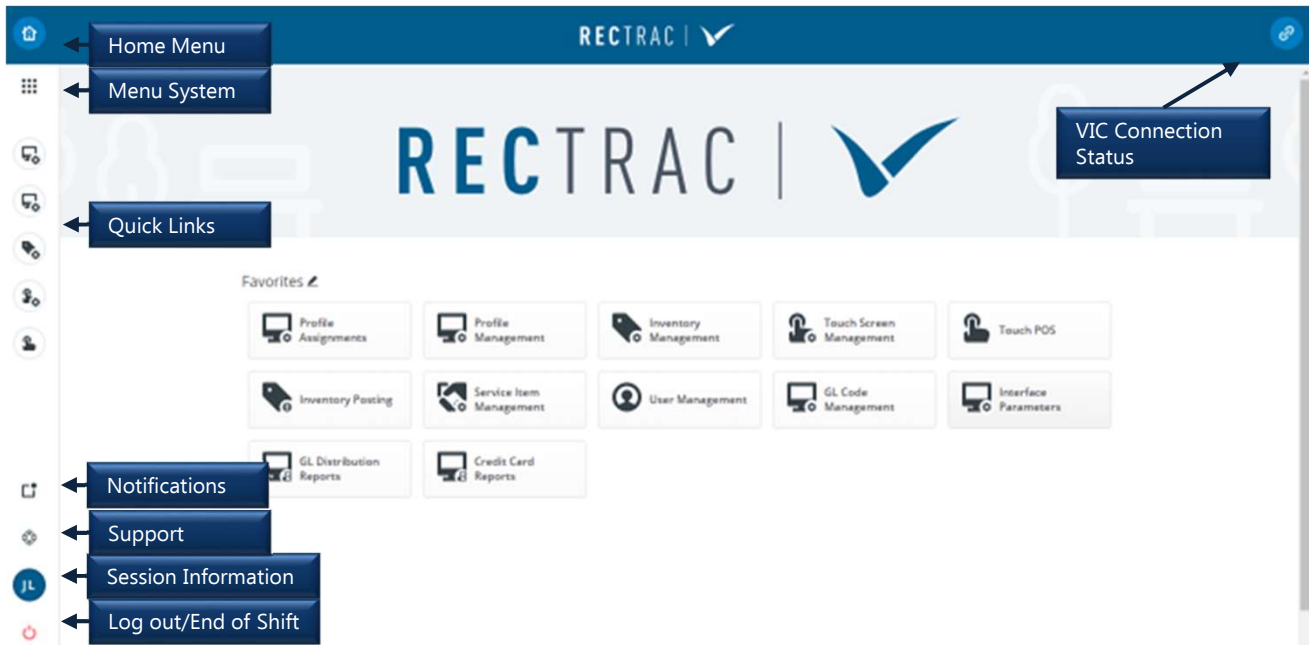 RECTRAC
Home Menu
Menu System
RECTRAC
VIC Connection
Status
Quick Links
Favorites
Profile
Assignments
Profile
Management
Inventory
Management
Touch Screen
Management
Touch POS
Inventory Posting
Service Item
Management
User Management
GL Code
Management
Interface
Parameters
GL Distribution
Reports
Credit Card
Reports
Notifications
Support
JL
Session Information
Log out/End of Shift